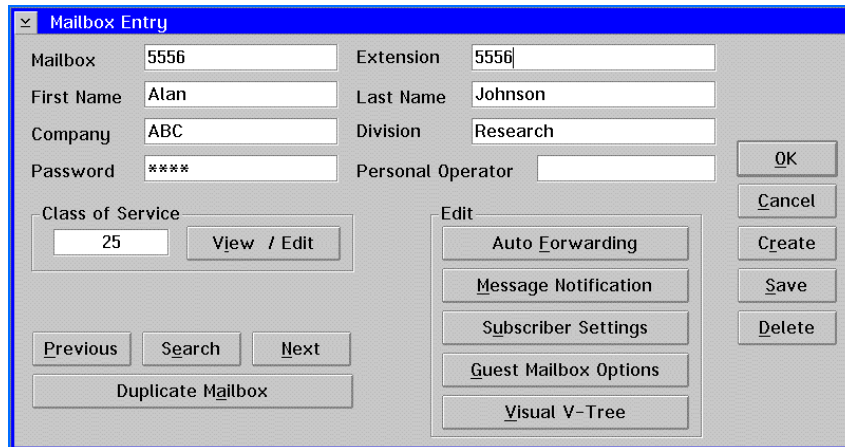 Mailbox Entry
Mailbox 5556 Extension 5556
First Name Alan Last Name Johnson
Company ABC Division Research
Password **** Personal Operator
OK
Cancel
Create
Save
Delete
Class of Service
25 View / Edit
Edit
Auto Forwarding
Message Notification
Subscriber Settings
Guest Mailbox Options
Visual V-Tree
Previous Search Next
Duplicate Mailbox